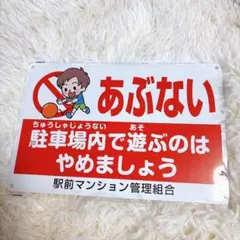 あぶない
ちゅうしゃじょうない あそ
駐車場内で遊ぶのは
やめましょう
駅前マンション管理組合